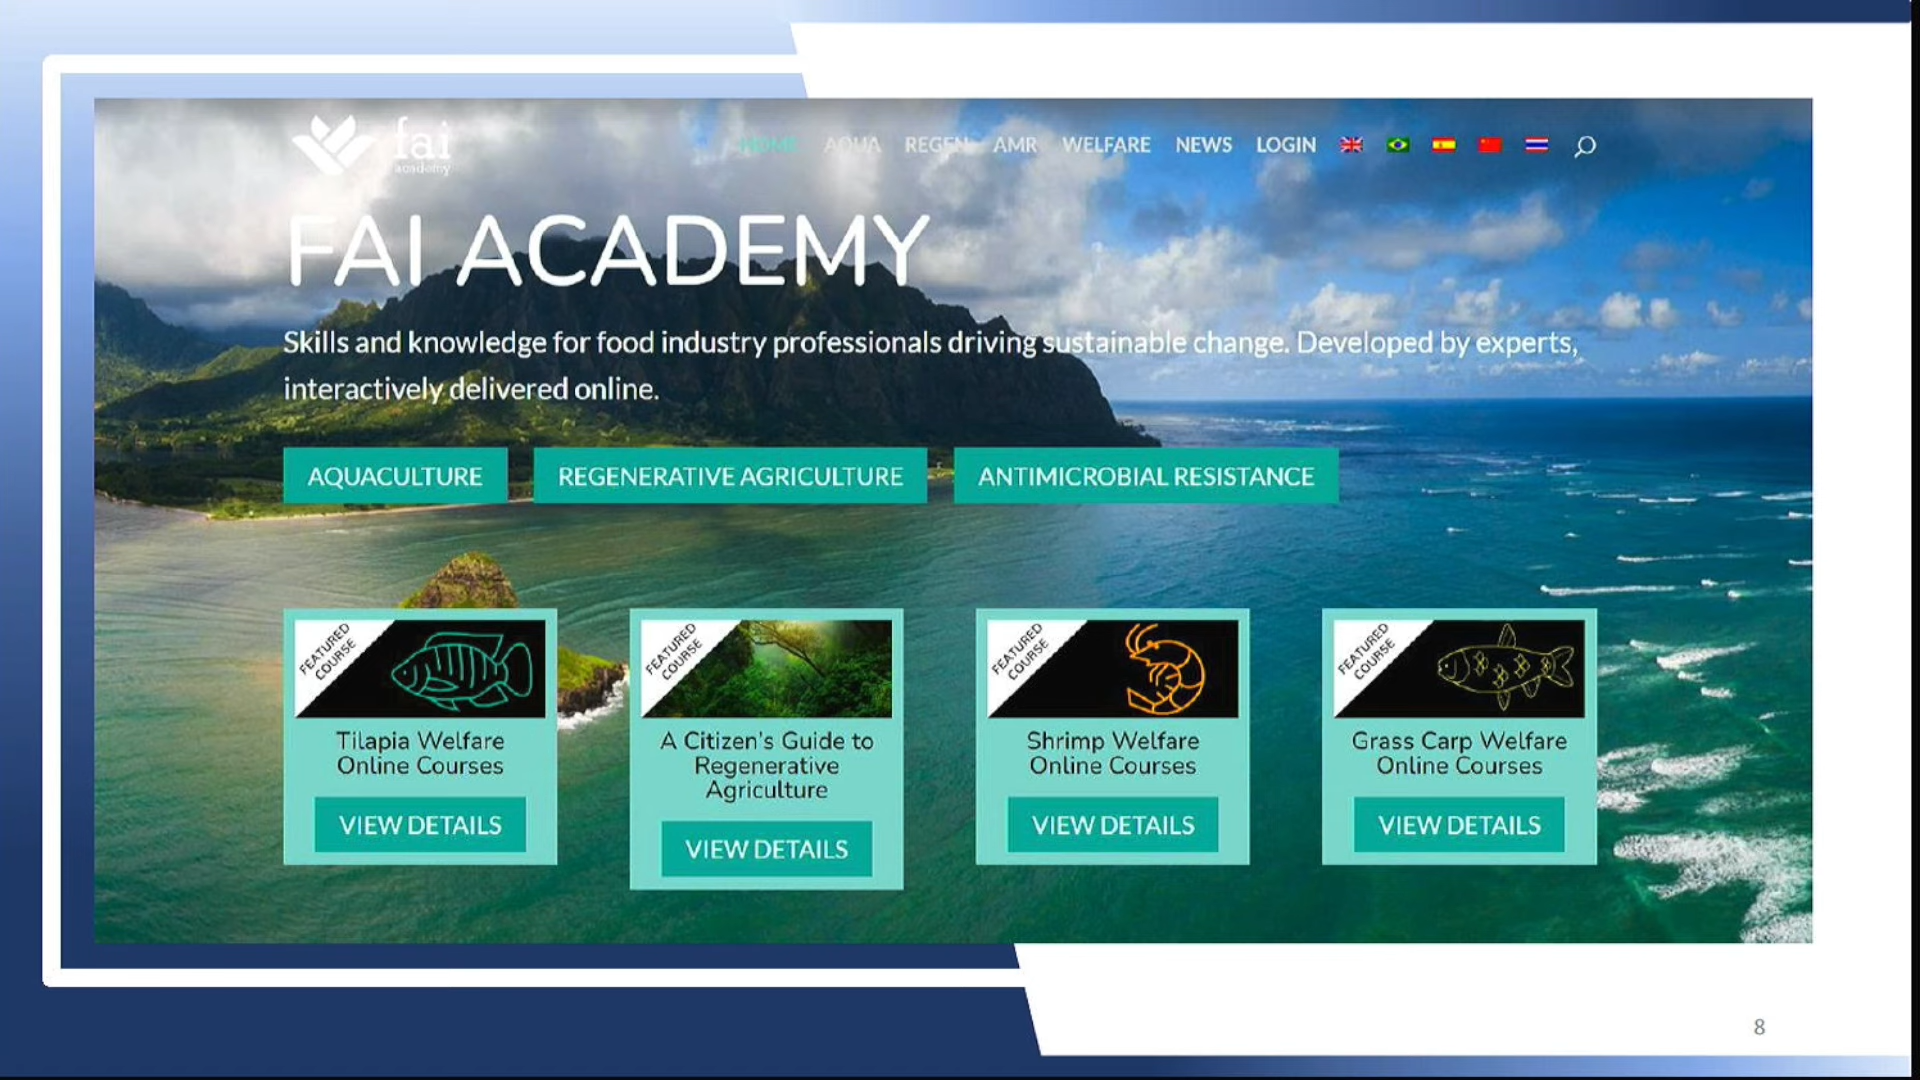 fai
academy
HOME AQUA REGEN AMR WELFARE NEWS LOGIN
FAI ACADEMY
Skills and knowledge for food industry professionals driving sustainable change. Developed by experts,
interactively delivered online.
AQUACULTURE
REGENERATIVE AGRICULTURE
ANTIMICROBIAL RESISTANCE
FEATURED
COURSE
Tilapia Welfare
Online Courses
VIEW DETAILS
FEATURED
COURSE
A Citizen's Guide to
Regenerative
Agriculture
VIEW DETAILS
FEATURED
COURSE
Shrimp Welfare
Online Courses
VIEW DETAILS
FEATURED
COURSE
Grass Carp Welfare
Online Courses
VIEW DETAILS
8